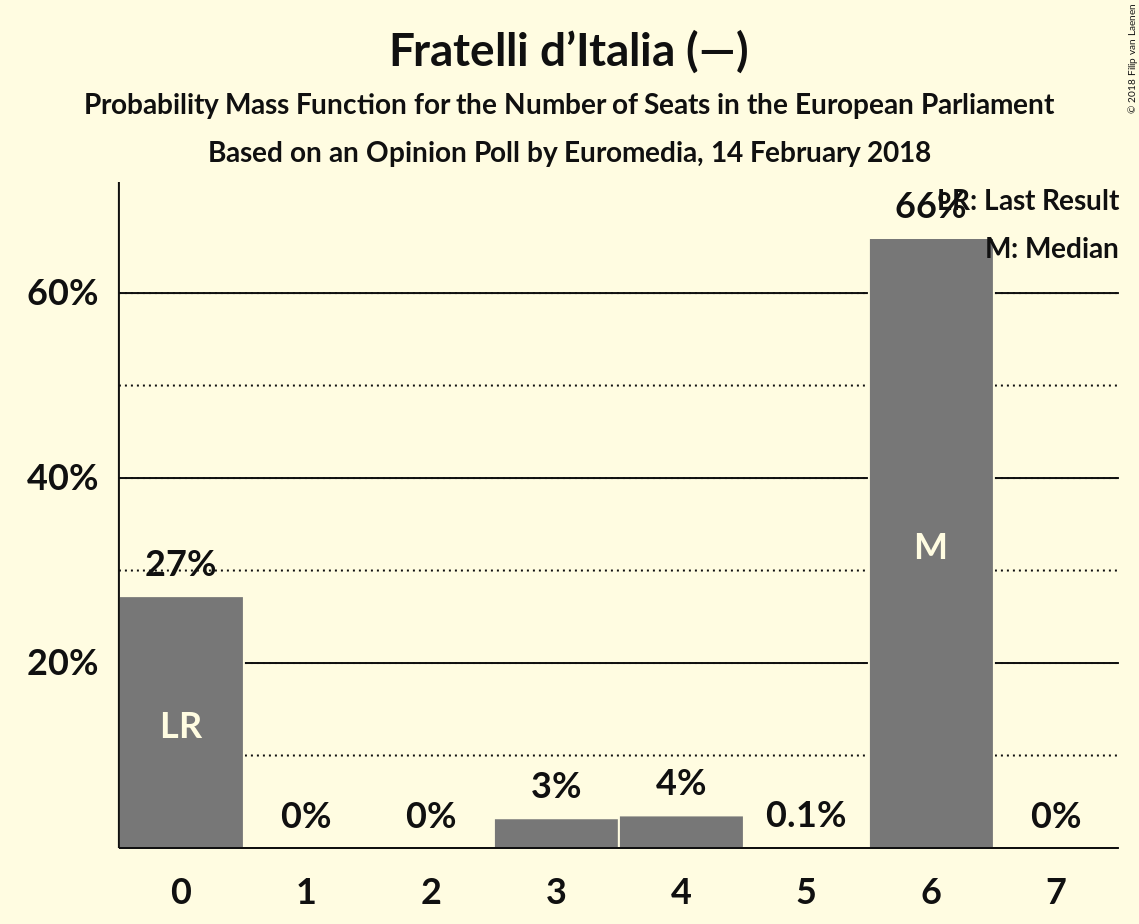 Fratelli d’Italia (—)
Probability Mass Function for the Number of Seats in the European Parliament
Based on an Opinion Poll by Euromedia, 14 February 2018
© 2018 Filip van Laenen
LR: Last Result
M: Median
66%
60%
40%
27%
20%
LR
M
3%
4%
0%
0%
0.1%
0%
0 1 2 3 4 5 6 7